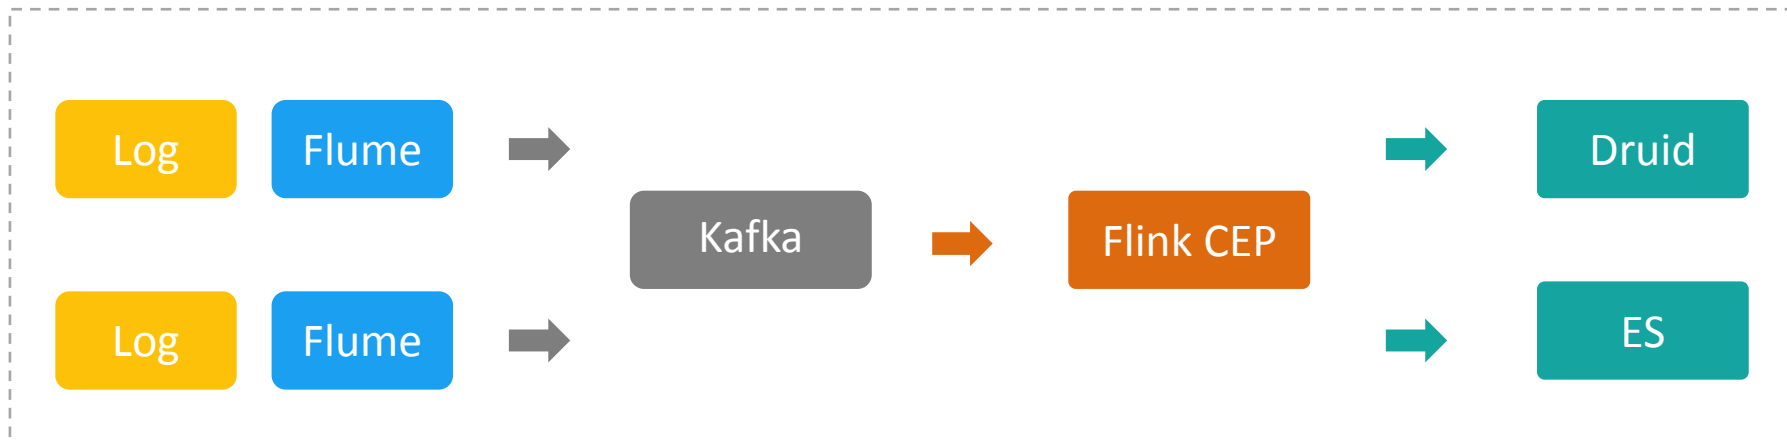 Log
Flume
Druid
Kafka
Flink CEP
Log
Flume
ES